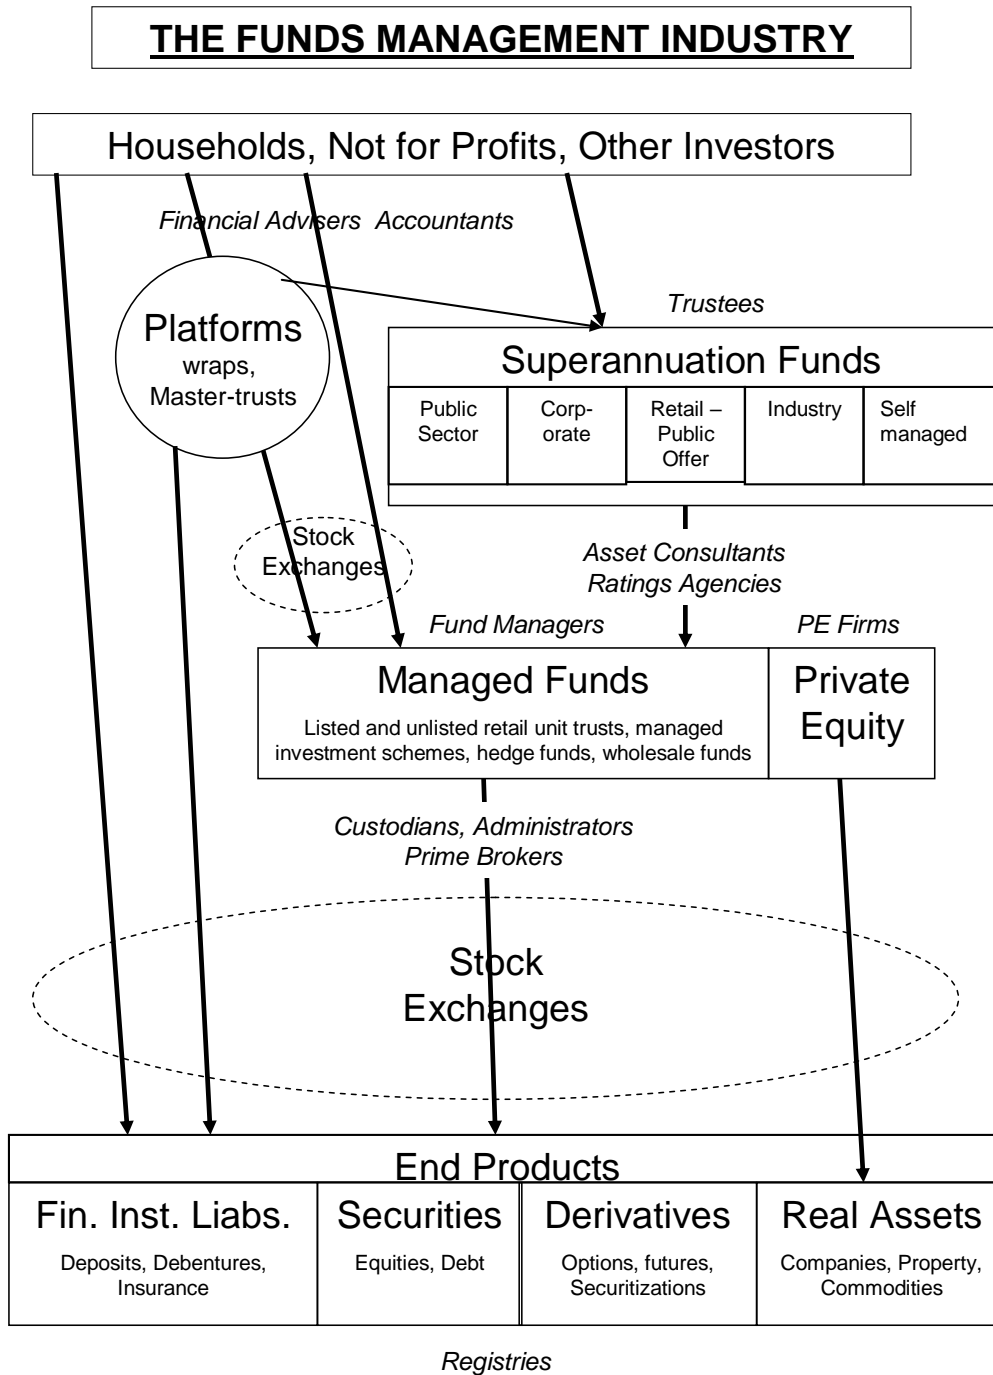 THE FUNDS MANAGEMENT INDUSTRY
Households, Not for Profits, Other Investors
Financial Advisers  Accountants
Platforms
wraps,
Master-trusts
Trustees
Superannuation Funds
Public
Sector
Corp-
orate
Retail –
Public
Offer
Industry
Self
managed
Stock
Exchanges
Asset Consultants
Ratings Agencies
Fund Managers
PE Firms
Managed Funds
Listed and unlisted retail unit trusts, managed
investment schemes, hedge funds, wholesale funds
Private
Equity
Custodians, Administrators
Prime Brokers
Stock
Exchanges
End Products
Fin. Inst. Liabs.
Deposits, Debentures,
Insurance
Securities
Equities, Debt
Derivatives
Options, futures,
Securitizations
Real Assets
Companies, Property,
Commodities
Registries